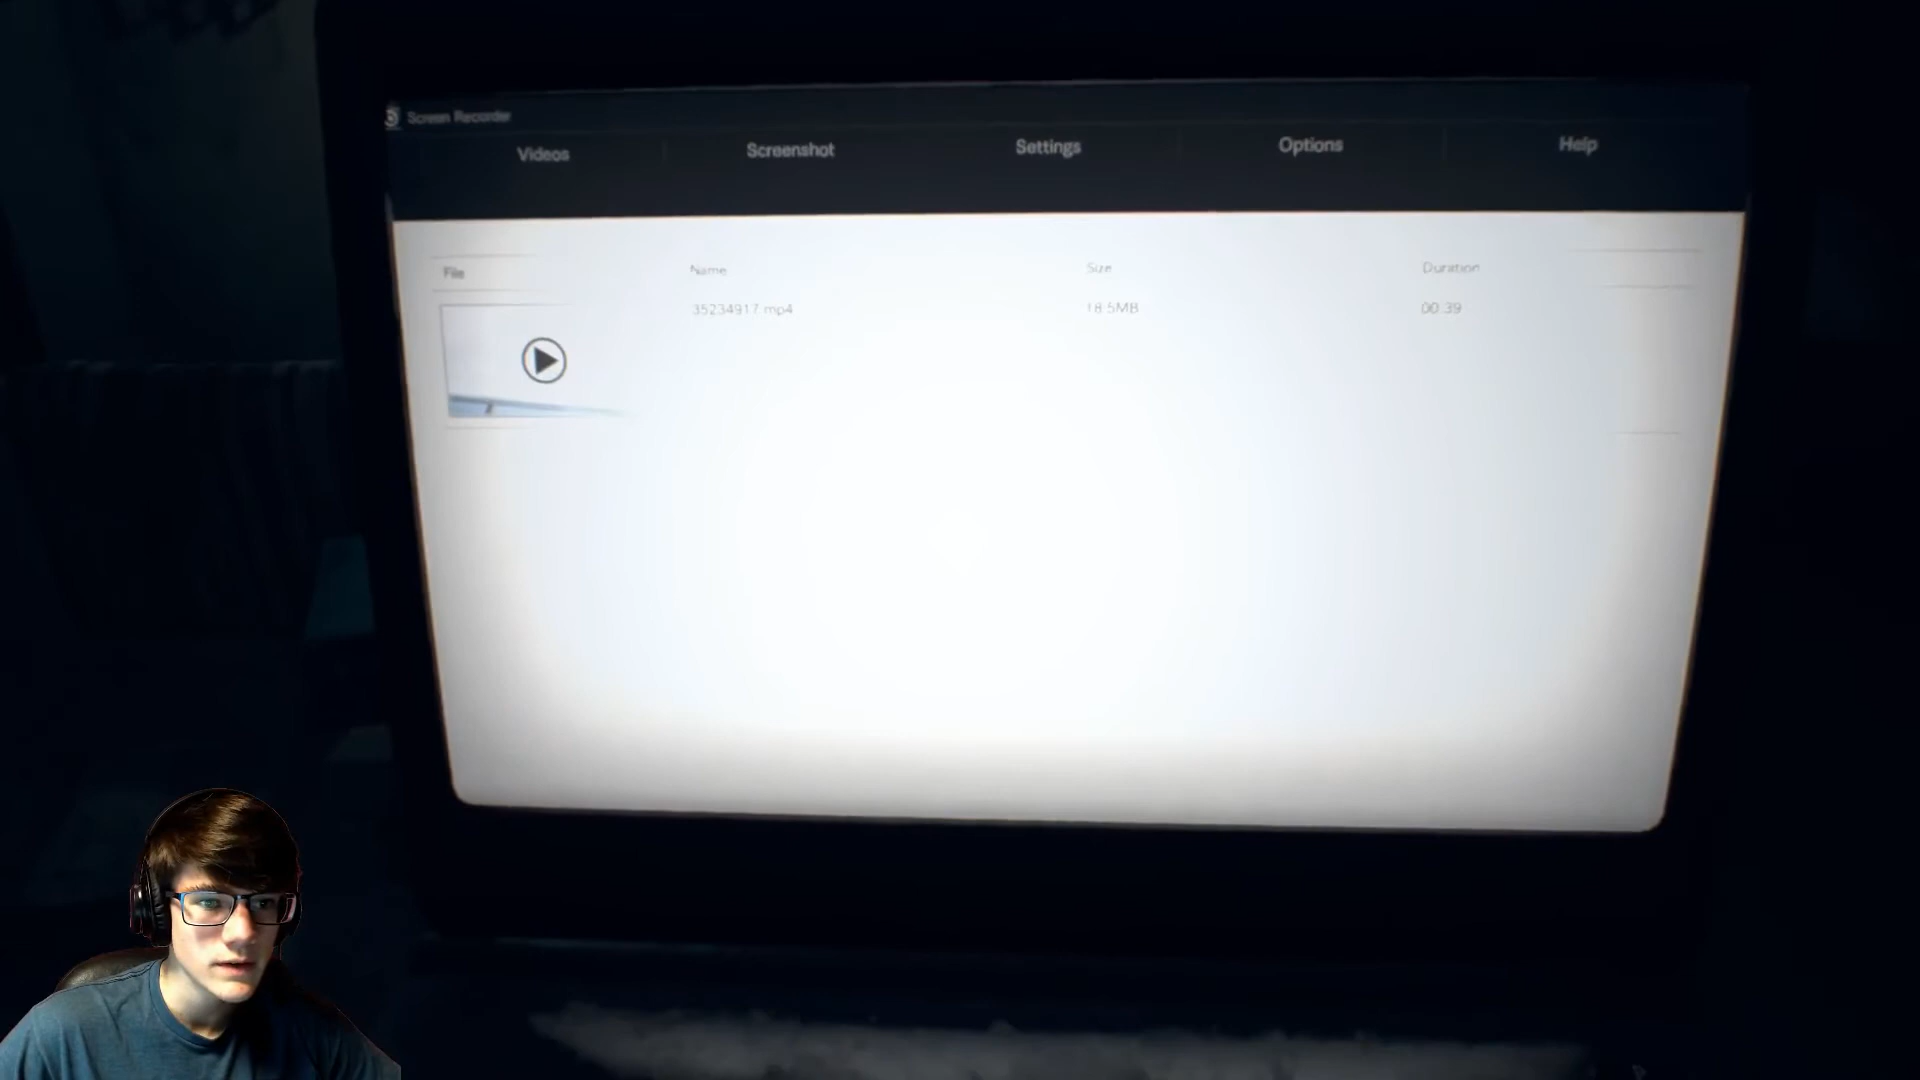 Screen Recorder
Videos Screenshot Settings Options Help
File Name Size Duration
35234917.mp4 18.5MB 00:39